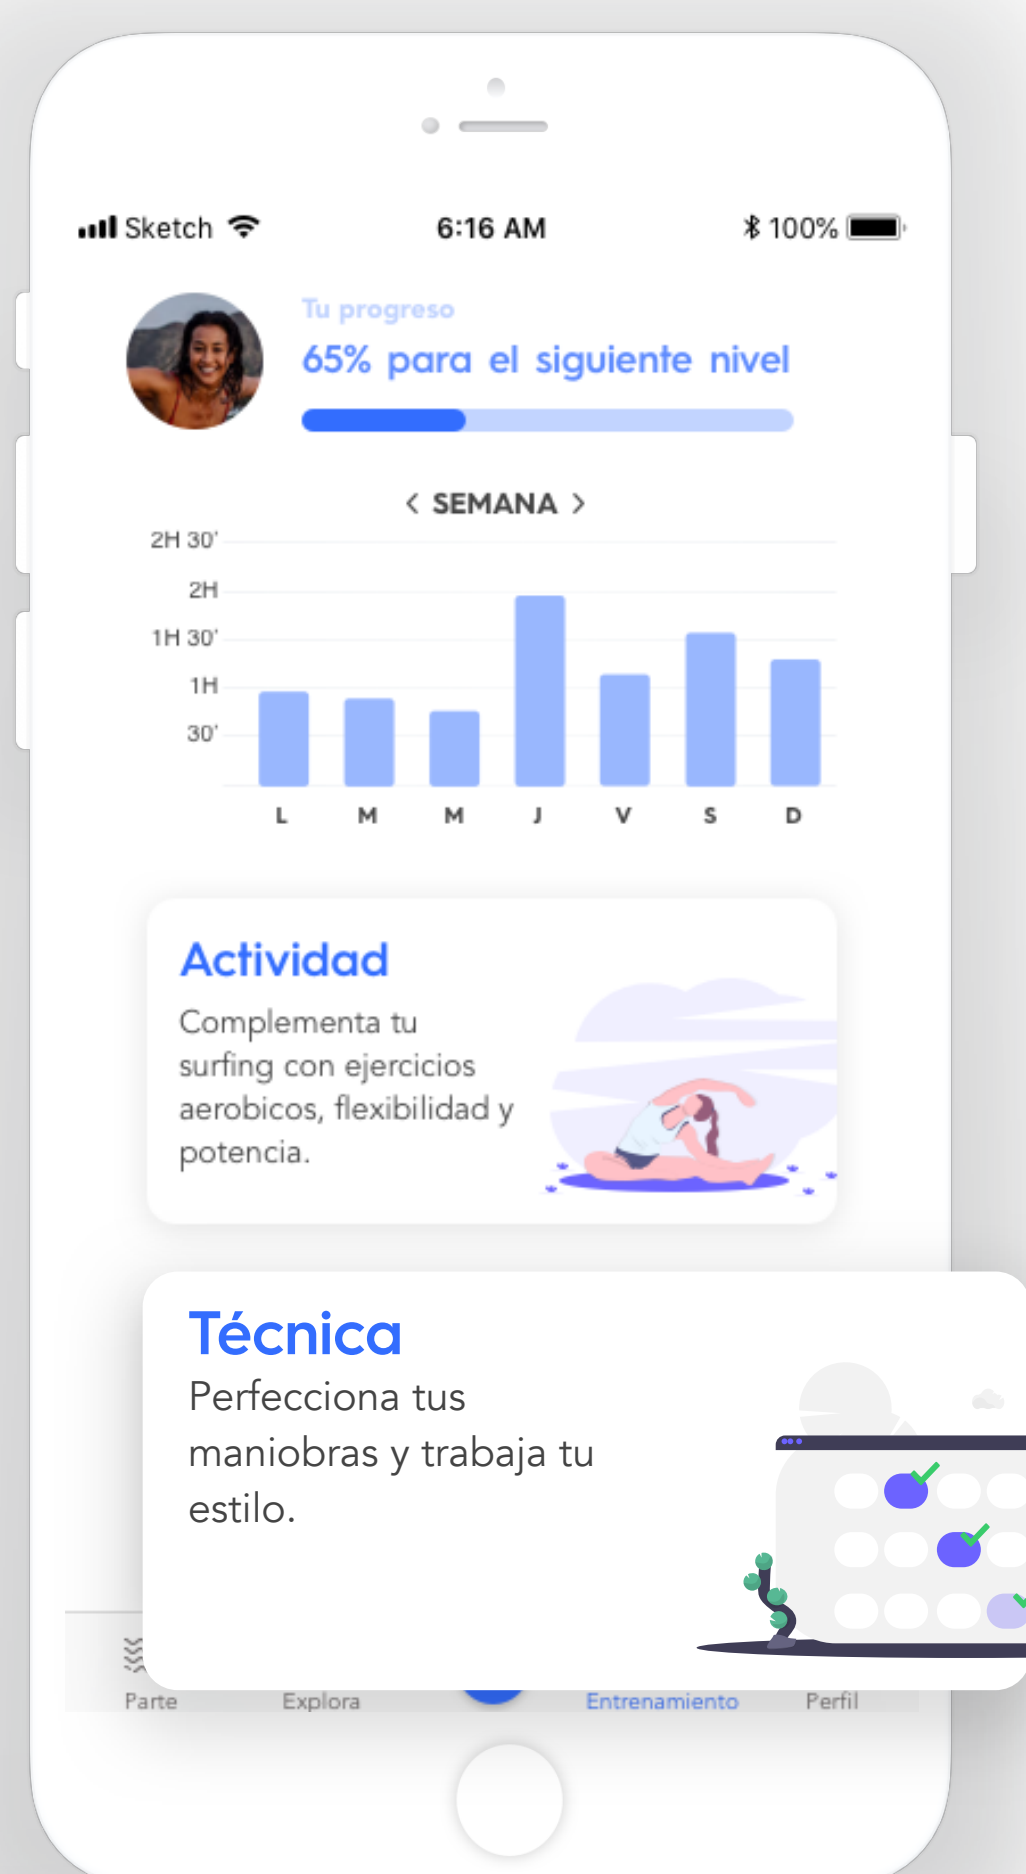 Sketch 6:16 AM 100%
Tu progreso
65% para el siguiente nivel
< SEMANA >
2H 30'
2H
1H 30'
1H
30'
L M M J V S D
Actividad
Complementa tu
surfing con ejercicios
aerobicos, flexibilidad y
potencia.
Técnica
Perfecciona tus
maniobras y trabaja tu
estilo.
Parte Explora Entrenamiento Perfil